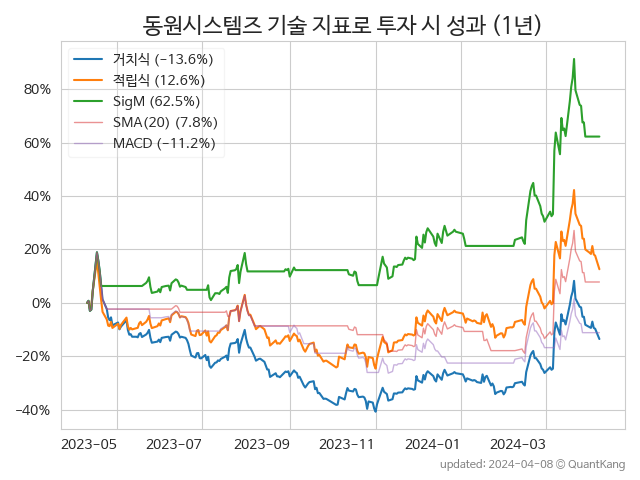 동원시스템즈 기술 지표로 투자 시 성과 (1년)
거치식 (−13.6%)
적립식 (12.6%)
SigM (62.5%)
SMA(20) (7.8%)
MACD (−11.2%)
80%
60%
40%
20%
0%
−20%
−40%
2023-05 2023-07 2023-09 2023-11 2024-01 2024-03
updated: 2024-04-08 © QuantKang